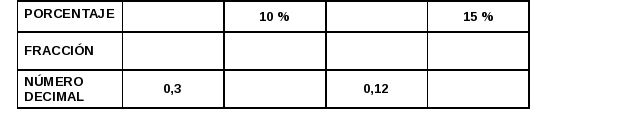 PORCENTAJE 10 % 15 %
FRACCIÓN
NÚMERO
DECIMAL 0,3 0,12